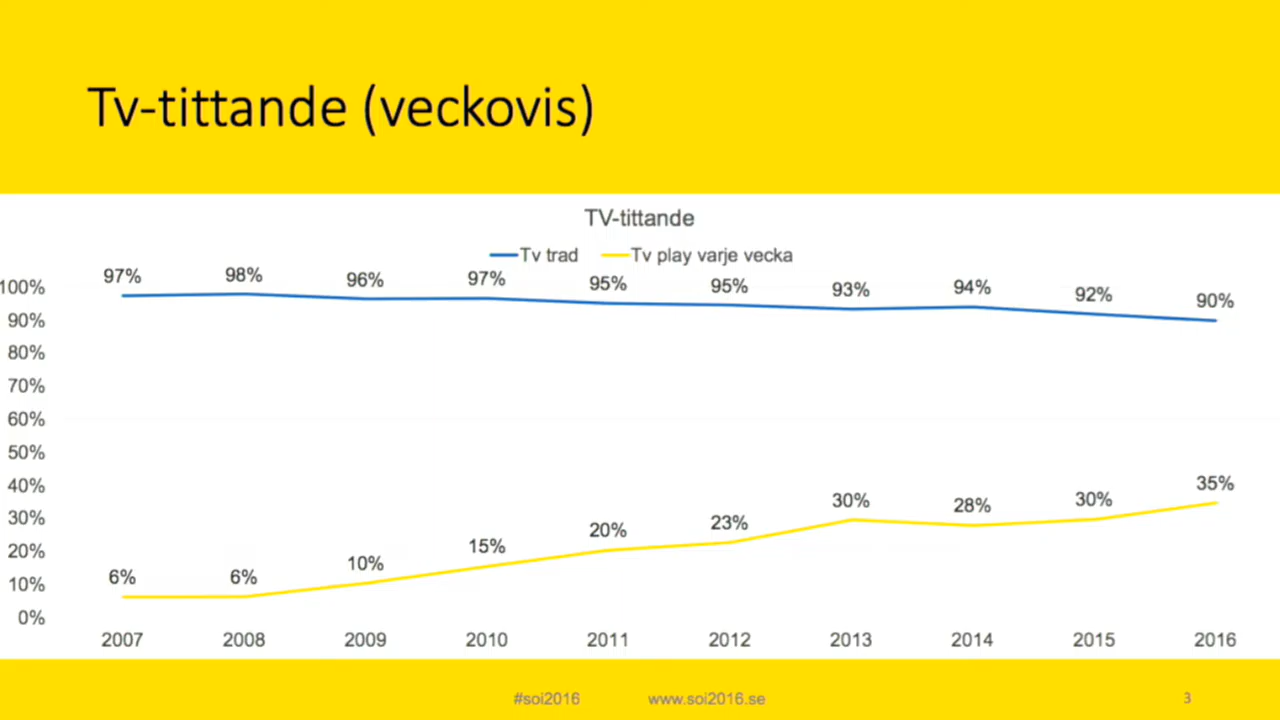 Tv-tittande (veckovis)
TV-tittande
Tv trad Tv play varje vecka
97% 98% 96% 97% 95% 95% 93% 94% 92% 90%
100%
90%
80%
70%
60%
50%
40%
30%
20%
10%
0%
6% 6% 10% 15% 20% 23% 30% 28% 30% 35%
2007 2008 2009 2010 2011 2012 2013 2014 2015 2016
#soi2016 www.soi2016.se 3